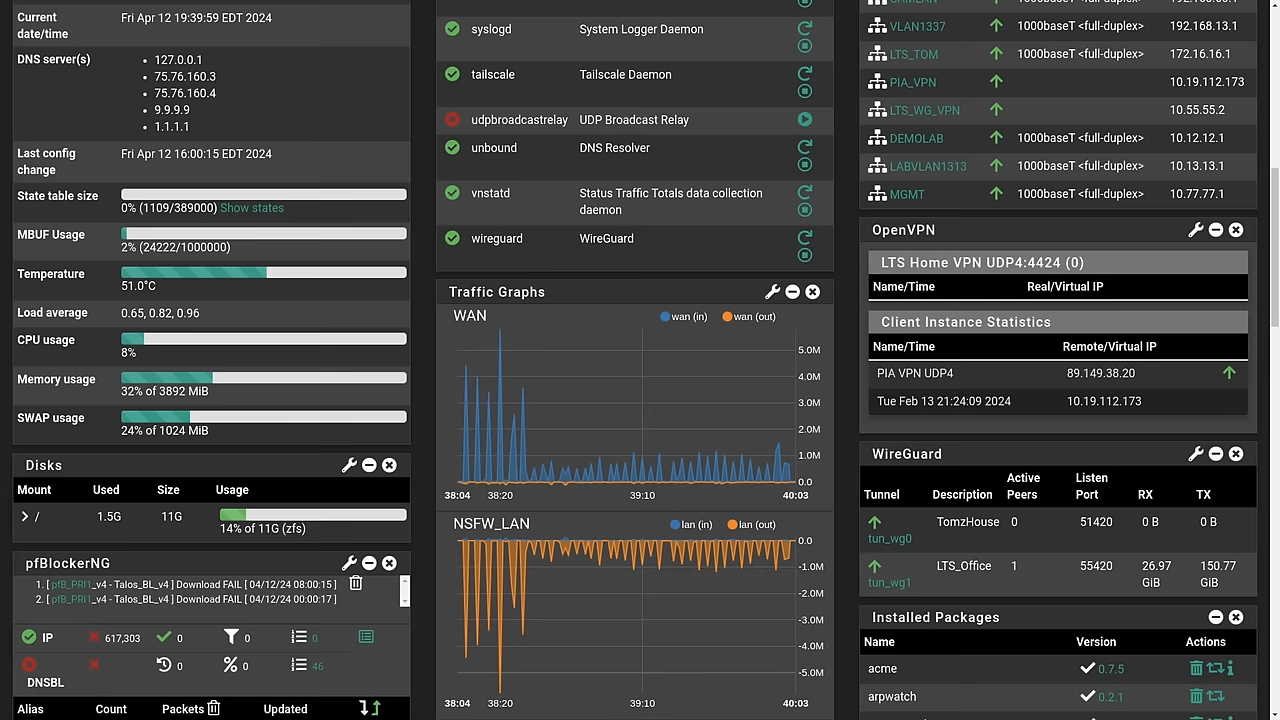 Current date/time
Fri Apr 12 19:39:59 EDT 2024
DNS server(s)
127.0.0.1
75.76.160.3
75.76.160.4
9.9.9.9
1.1.1.1
Last config change
Fri Apr 12 16:00:15 EDT 2024
State table size
0% (1109/389000) Show states
MBUF Usage
2% (24222/1000000)
Temperature
51.0°C
Load average
0.65, 0.82, 0.96
CPU usage
8%
Memory usage
32% of 3892 MiB
SWAP usage
24% of 1024 MiB
Disks
Mount Used Size Usage
/ 1.5G 11G
14% of 11G (zfs)
pfBlockerNG
1. [ pfB_PRI1_v4 - Talos_BL_v4 ] Download FAIL [ 04/12/24 08:00:15 ]
2. [ pfB_PRI1_v4 - Talos_BL_v4 ] Download FAIL [ 04/12/24 00:00:17 ]
IP 617,303 0 0 0
0 0 46
DNSBL
Alias Count Packets Updated
syslogd System Logger Daemon
tailscale Tailscale Daemon
udpbroadcastrelay UDP Broadcast Relay
unbound DNS Resolver
vnstatd Status Traffic Totals data collection
daemon
wireguard WireGuard
Traffic Graphs
WAN wan (in) wan (out)
5.0M
4.0M
3.0M
2.0M
1.0M
0.0
38:04 38:20 39:10 40:03
NSFW_LAN lan (in) lan (out)
0.0
-1.0M
-2.0M
-3.0M
-4.0M
-5.0M
38:04 38:20 39:10 40:03
VLAN1337 1000baseT <full-duplex> 192.168.13.1
LTS_TOM 1000baseT <full-duplex> 172.16.16.1
PIA_VPN 10.19.112.173
LTS_WG_VPN 10.55.55.2
DEMOLAB 1000baseT <full-duplex> 10.12.12.1
LABVLAN1313 1000baseT <full-duplex> 10.13.13.1
MGMT 1000baseT <full-duplex> 10.77.77.1
OpenVPN
LTS Home VPN UDP4:4424 (0)
Name/Time Real/Virtual IP
Client Instance Statistics
Name/Time Remote/Virtual IP
PIA VPN UDP4 89.149.38.20
Tue Feb 13 21:24:09 2024 10.19.112.173
WireGuard
Active Listen
Tunnel Description Peers Port RX TX
TomzHouse 0 51420 0 B 0 B
tun_wg0
LTS_Office 1 55420 26.97 150.77
tun_wg1 GiB GiB
Installed Packages
Name Version Actions
acme 0.7.5
arpwatch 0.2.1